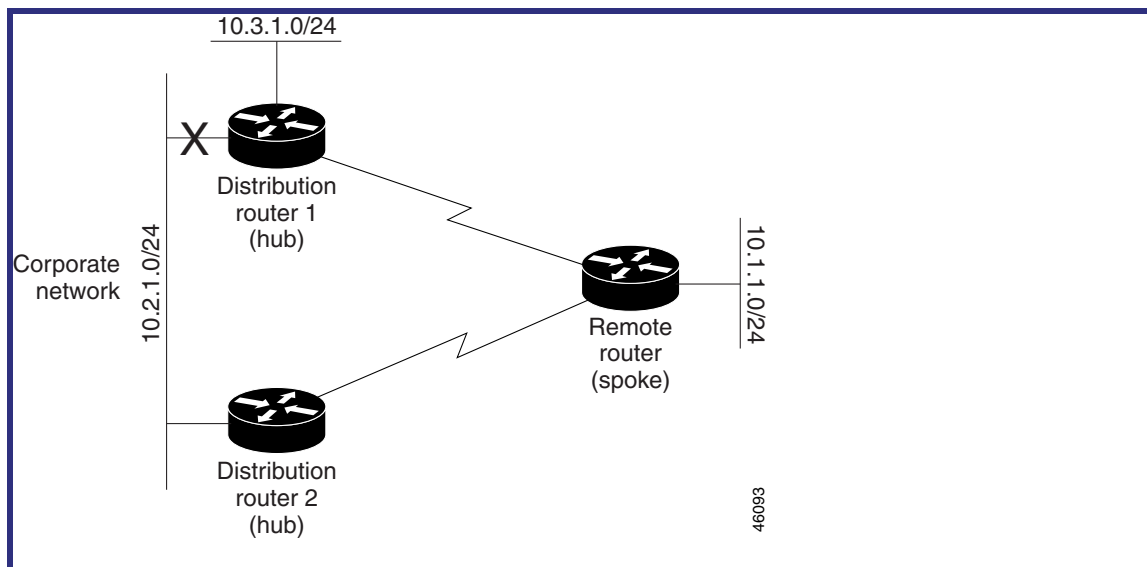 10.3.1.0/24
X
Distribution
router 1
(hub)
Corporate
network
10.2.1.0/24
10.1.1.0/24
Remote
router
(spoke)
Distribution
router 2
(hub)
46093